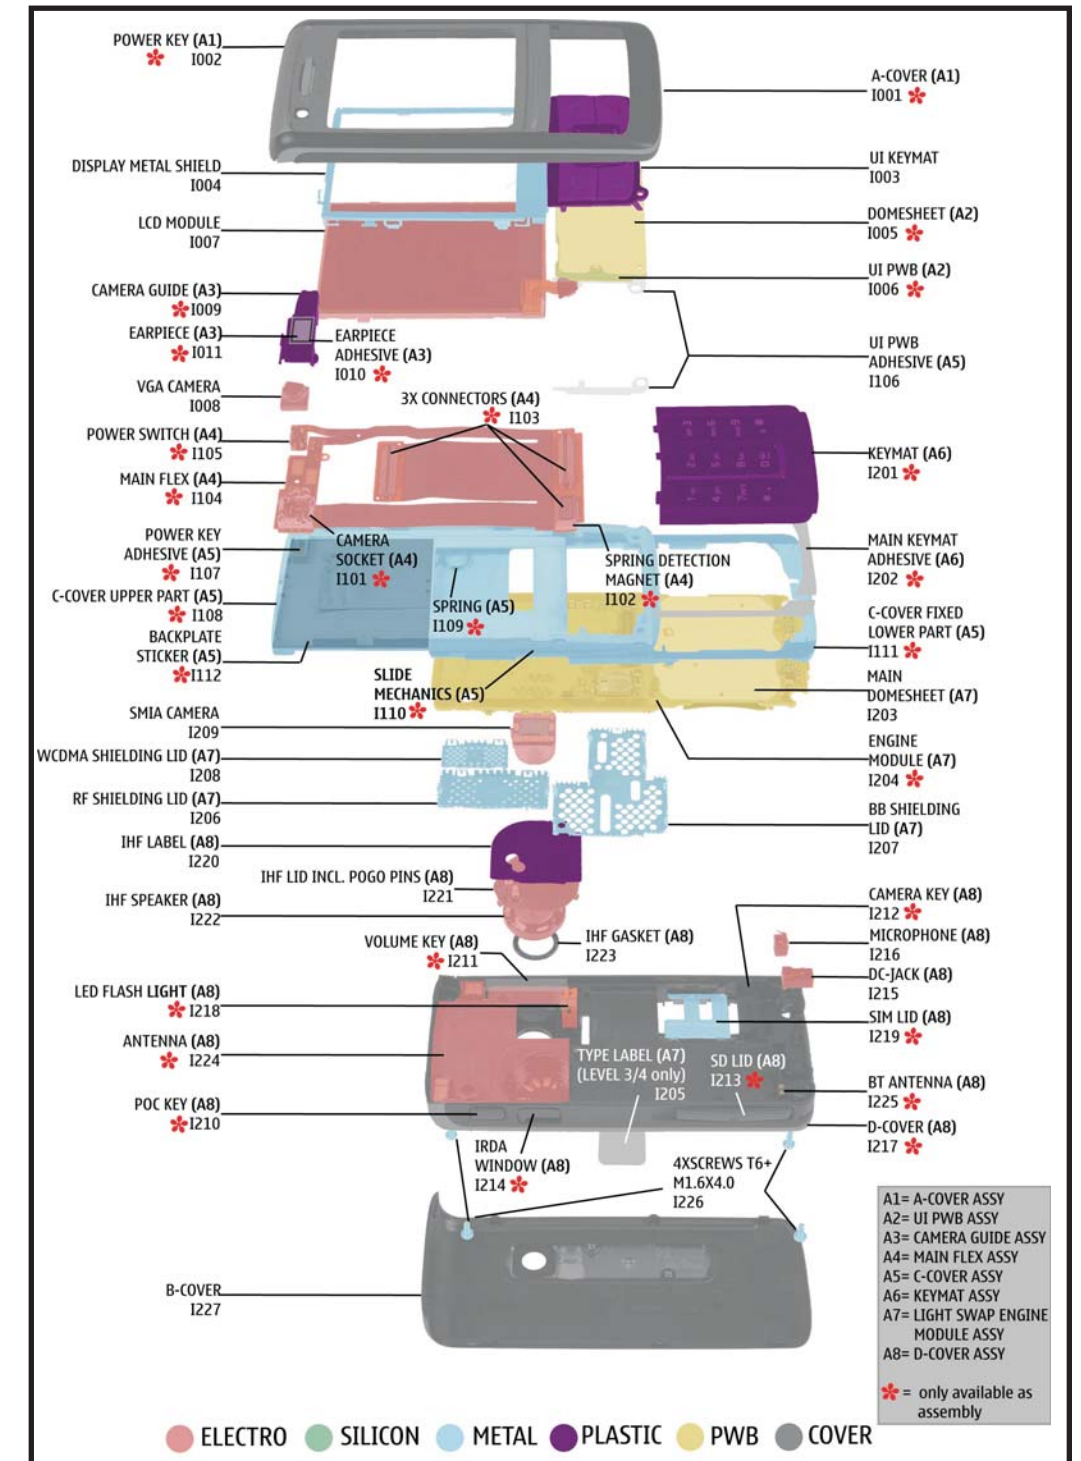 POWER KEY (A1)
I002
A-COVER (A1)
I001
DISPLAY METAL SHIELD
I004
UI KEYMAT
I003
LCD MODULE
I007
DOMESHEET (A2)
I005
UI PWB (A2)
I006
CAMERA GUIDE (A3)
I009
EARPIECE (A3)
I011
EARPIECE
ADHESIVE (A3)
I010
UI PWB
ADHESIVE (A5)
I106
VGA CAMERA
I008
3X CONNECTORS (A4)
I103
POWER SWITCH (A4)
I105
KEYMAT (A6)
I201
MAIN FLEX (A4)
I104
POWER KEY
ADHESIVE (A5)
I107
CAMERA
SOCKET (A4)
I101
SPRING DETECTION
MAGNET (A4)
I102
MAIN KEYMAT
ADHESIVE (A6)
I202
C-COVER UPPER PART (A5)
I108
SPRING (A5)
I109
C-COVER FIXED
LOWER PART (A5)
I111
BACKPLATE
STICKER (A5)
I112
SLIDE
MECHANICS (A5)
I110
MAIN
DOMESHEET (A7)
I203
SMIA CAMERA
I209
ENGINE
MODULE (A7)
I204
WCDMA SHIELDING LID (A7)
I208
RF SHIELDING LID (A7)
I206
BB SHIELDING
LID (A7)
I207
IHF LABEL (A8)
I220
IHF LID INCL. POGO PINS (A8)
I221
IHF SPEAKER (A8)
I222
CAMERA KEY (A8)
I212
IHF GASKET (A8)
I223
MICROPHONE (A8)
I216
VOLUME KEY (A8)
I211
DC-JACK (A8)
I215
LED FLASH LIGHT (A8)
I218
SIM LID (A8)
I219
ANTENNA (A8)
I224
TYPE LABEL (A7)
(LEVEL 3/4 only)
I205
SD LID (A8)
I213
BT ANTENNA (A8)
I225
POC KEY (A8)
I210
D-COVER (A8)
I217
IRDA
WINDOW (A8)
I214
4XSCREWS T6+
M1.6X4.0
I226
B-COVER
I227
A1= A-COVER ASSY
A2= UI PWB ASSY
A3= CAMERA GUIDE ASSY
A4= MAIN FLEX ASSY
A5= C-COVER ASSY
A6= KEYMAT ASSY
A7= LIGHT SWAP ENGINE
MODULE ASSY
A8= D-COVER ASSY
= only available as
assembly
ELECTRO SILICON METAL PLASTIC PWB COVER